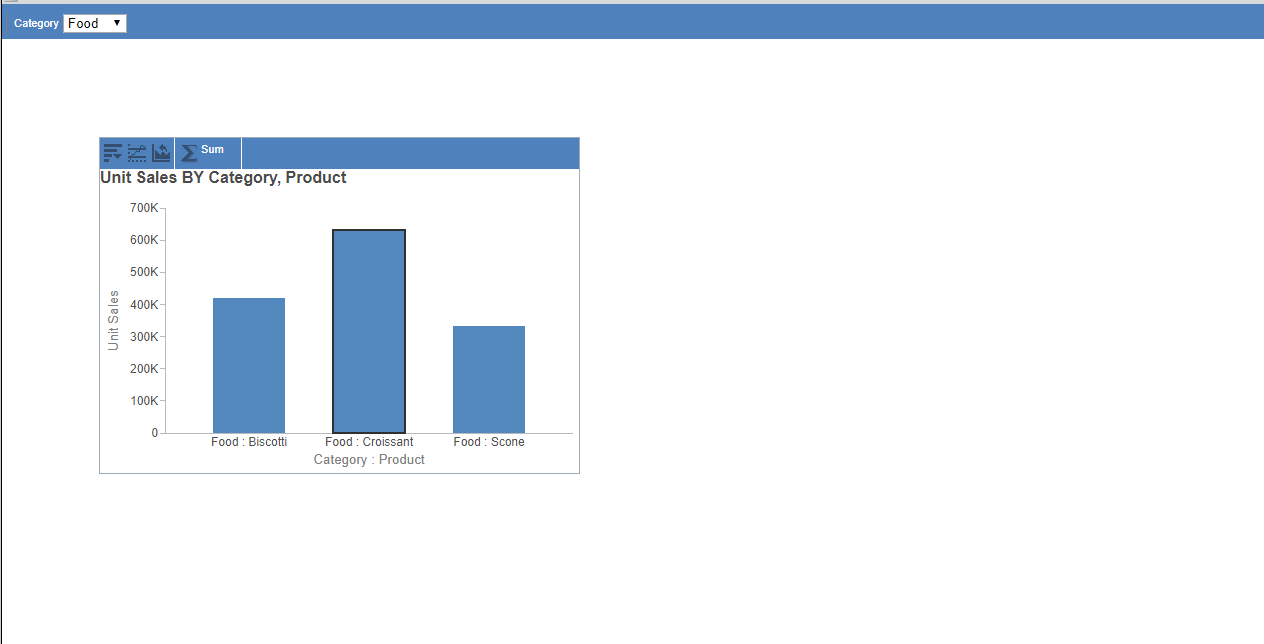 Category Food
Sum
Unit Sales BY Category, Product
700K
600K
500K
400K
300K
200K
100K
0
Unit Sales
Food : Biscotti Food : Croissant Food : Scone
Category : Product